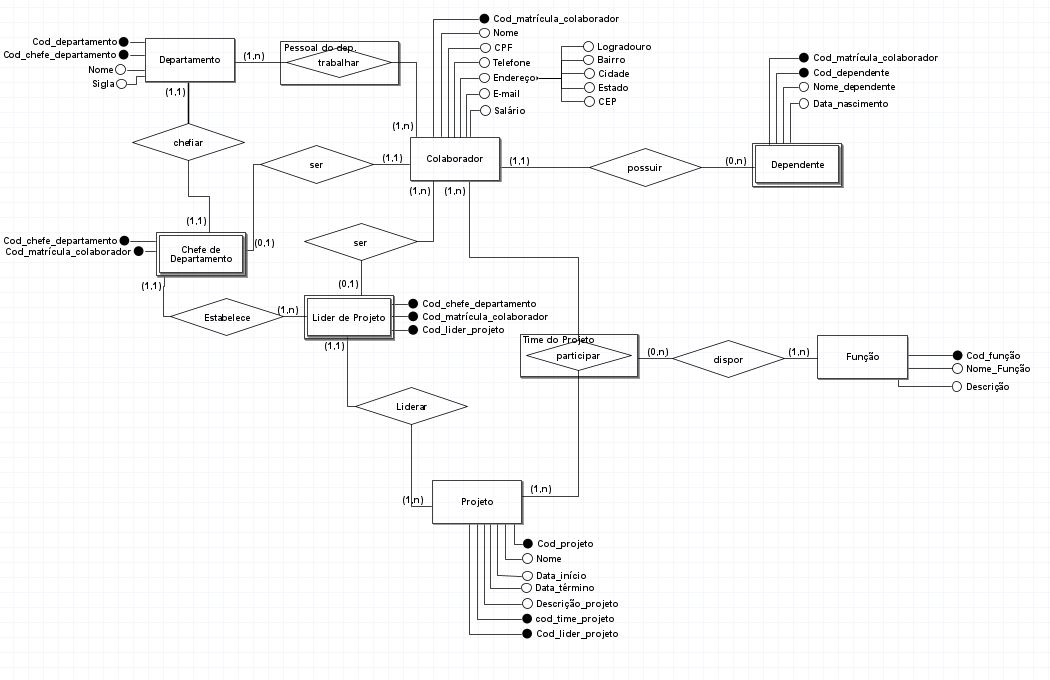 Cod_departamento
Cod_chefe_departamento
Nome
Sigla
Departamento
(1,n)
Pessoal do dep.
trabalhar
(1,n)
Cod_matrícula_colaborador
Nome
CPF
Telefone
Endereço
E-mail
Salário
Logradouro
Bairro
Cidade
Estado
CEP
Cod_matrícula_colaborador
Cod_dependente
Nome_dependente
Data_nascimento
(1,1)
chefiar
(1,1)
ser
(1,1)
Colaborador
(1,1)
possuir
(0,n)
Dependente
(1,n)
(1,n)
Cod_chefe_departamento
Cod_matrícula_colaborador
Chefe de
Departamento
(0,1)
ser
(0,1)
(1,1)
Estabelece
(1,n)
Lider de Projeto
Cod_chefe_departamento
Cod_matrícula_colaborador
Cod_lider_projeto
(1,1)
Time do Projeto
participar
(0,n)
dispor
(1,n)
Função
Cod_função
Nome_Função
Descrição
Liderar
(1,n)
Projeto
(1,n)
Cod_projeto
Nome
Data_início
Data_término
Descrição_projeto
cod_time_projeto
Cod_lider_projeto